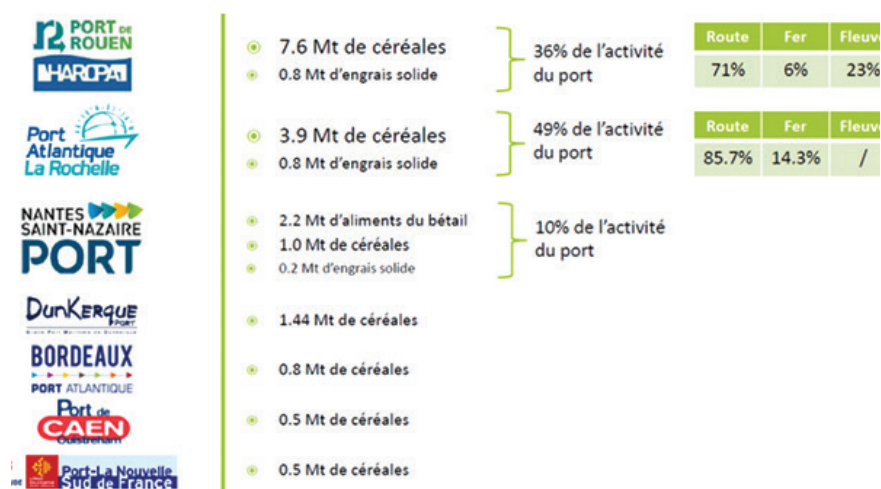 PORT DE
ROUEN
HAROPA
7.6 Mt de céréales
0.8 Mt d'engrais solide
36% de l'activité
du port
Route Fer Fleuve
71% 6% 23%
Port
Atlantique
La Rochelle
3.9 Mt de céréales
0.8 Mt d'engrais solide
49% de l'activité
du port
Route Fer Fleuve
85.7% 14.3% /
NANTES
SAINT-NAZAIRE
PORT
2.2 Mt d'aliments du bétail
1.0 Mt de céréales
0.2 Mt d'engrais solide
10% de l'activité
du port
DunKerque
PORT
1.44 Mt de céréales
BORDEAUX
PORT ATLANTIQUE
0.8 Mt de céréales
Port de
CAEN
Ouistreham
0.5 Mt de céréales
Port-La Nouvelle
Sud de France
0.5 Mt de céréales